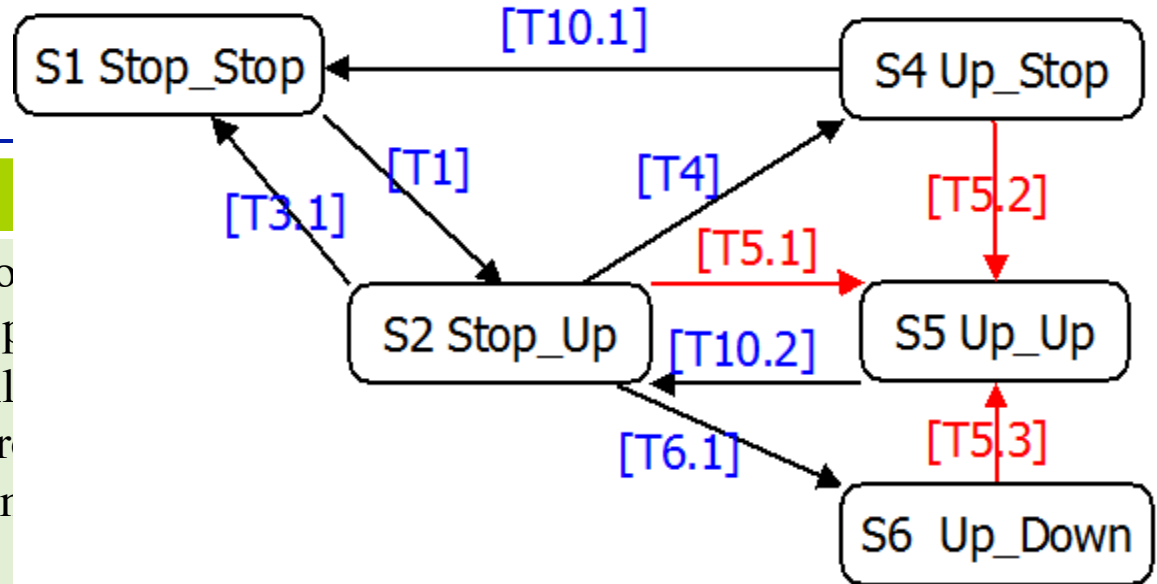 [T10.1]
S1 Stop_Stop
S4 Up_Stop
[T1]
[T4]
[T5.2]
[T3.1]
[T5.1]
S2 Stop_Up
S5 Up_Up
[T10.2]
[T6.1]
[T5.3]
S6 Up_Down